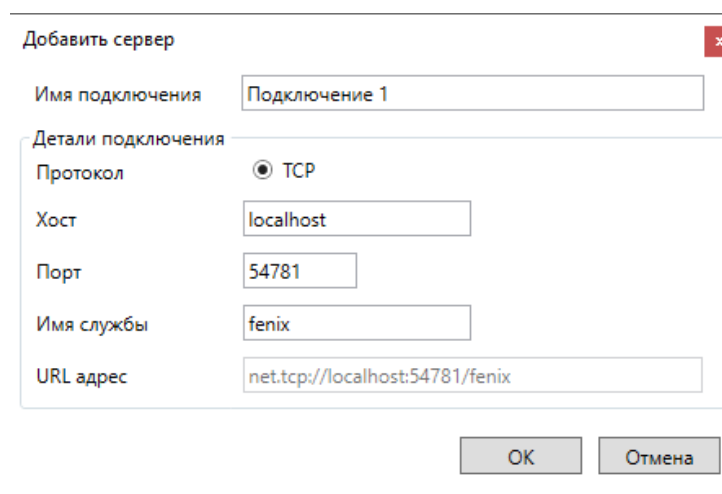 Добавить сервер
Имя подключения Подключение 1
Детали подключения
Протокол TCP
Хост localhost
Порт 54781
Имя службы fenix
URL адрес net.tcp://localhost:54781/fenix
OK Отмена